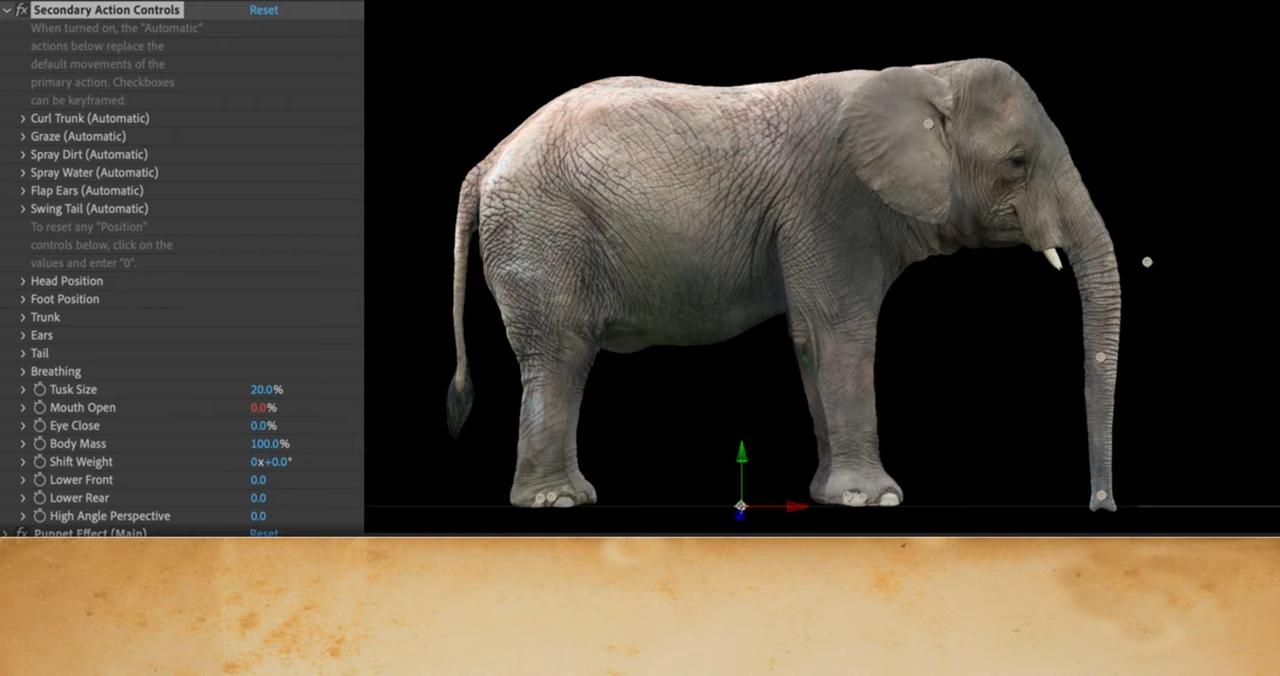 fx Secondary Action Controls Reset
When turned on, the "Automatic"
actions below replace the
default movements of the
primary action. Checkboxes
can be keyframed.
Curl Trunk (Automatic)
Graze (Automatic)
Spray Dirt (Automatic)
Spray Water (Automatic)
Flap Ears (Automatic)
Swing Tail (Automatic)
To reset any "Position"
controls below, click on the
values and enter "0".
Head Position
Foot Position
Trunk
Ears
Tail
Breathing
Tusk Size 20.0%
Mouth Open 0.0%
Eye Close 0.0%
Body Mass 100.0%
Shift Weight 0x+0.0°
Lower Front 0.0
Lower Rear 0.0
High Angle Perspective 0.0
fx Puppet Effect (Main) Reset